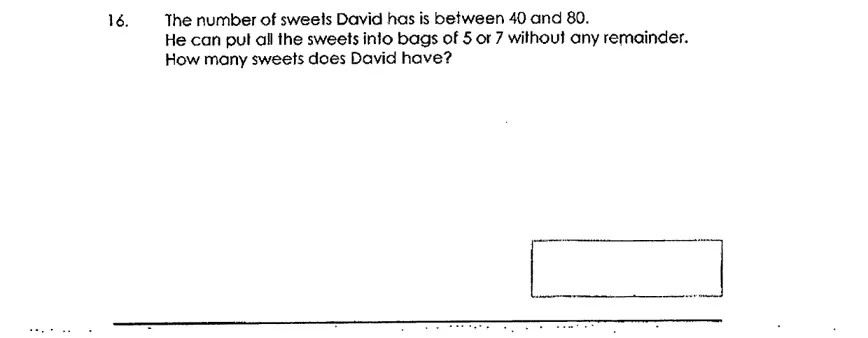 16. The number of sweets David has is between 40 and 80.
He can put all the sweets into bags of 5 or 7 without any remainder.
How many sweets does David have?